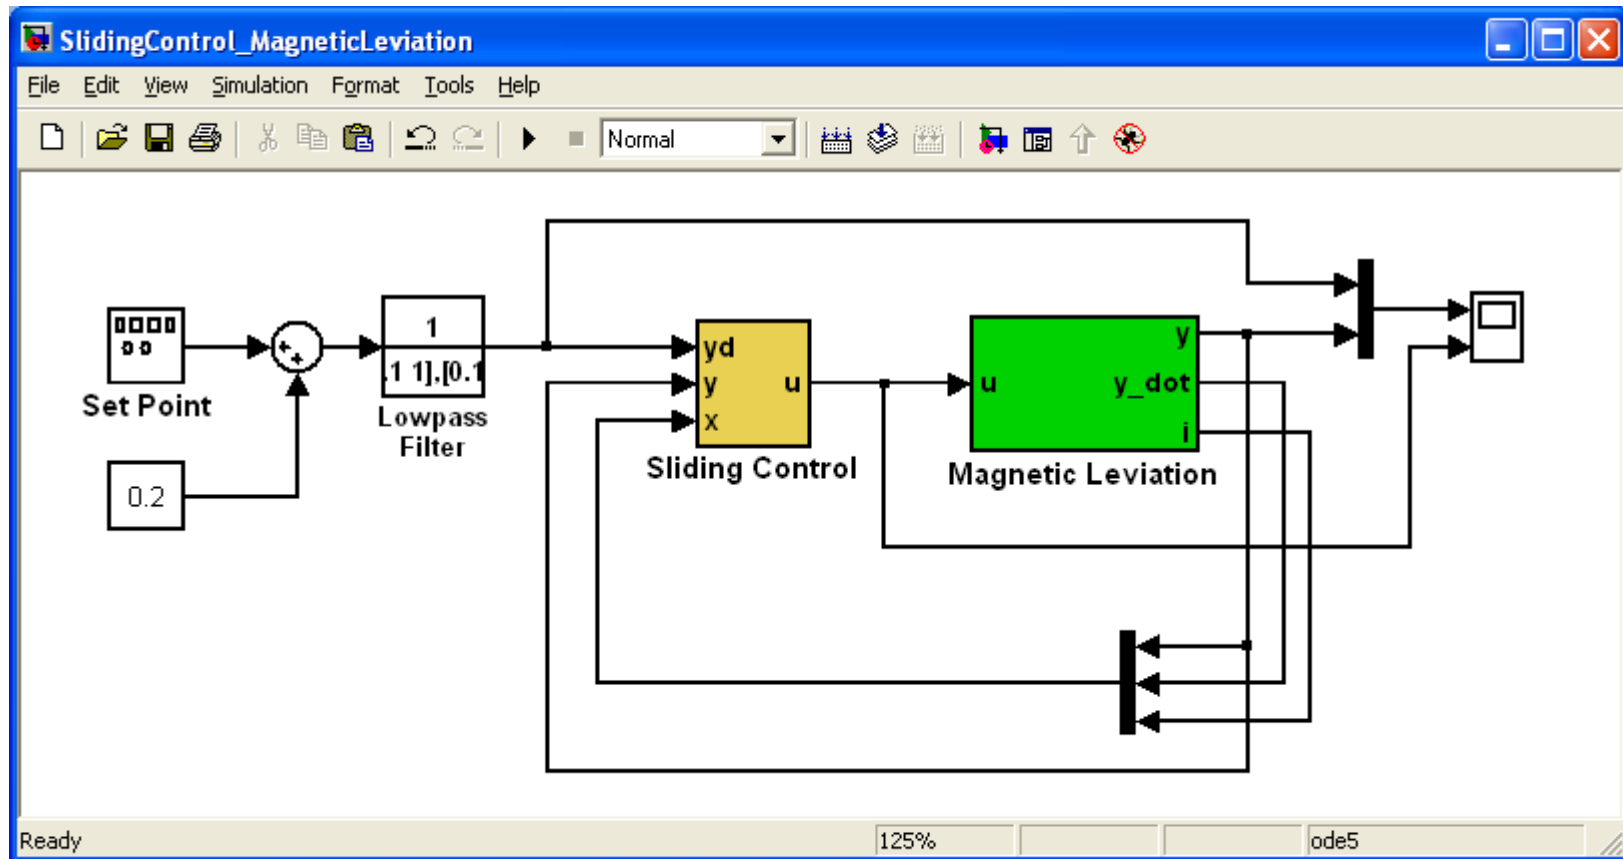 SlidingControl_MagneticLeviation
File Edit View Simulation Format Tools Help
Normal
Set Point
0.2
1
.1 1],[0.1
Lowpass
Filter
yd
y
x
u
Sliding Control
u
y
y_dot
i
Magnetic Leviation
Ready 125% ode5